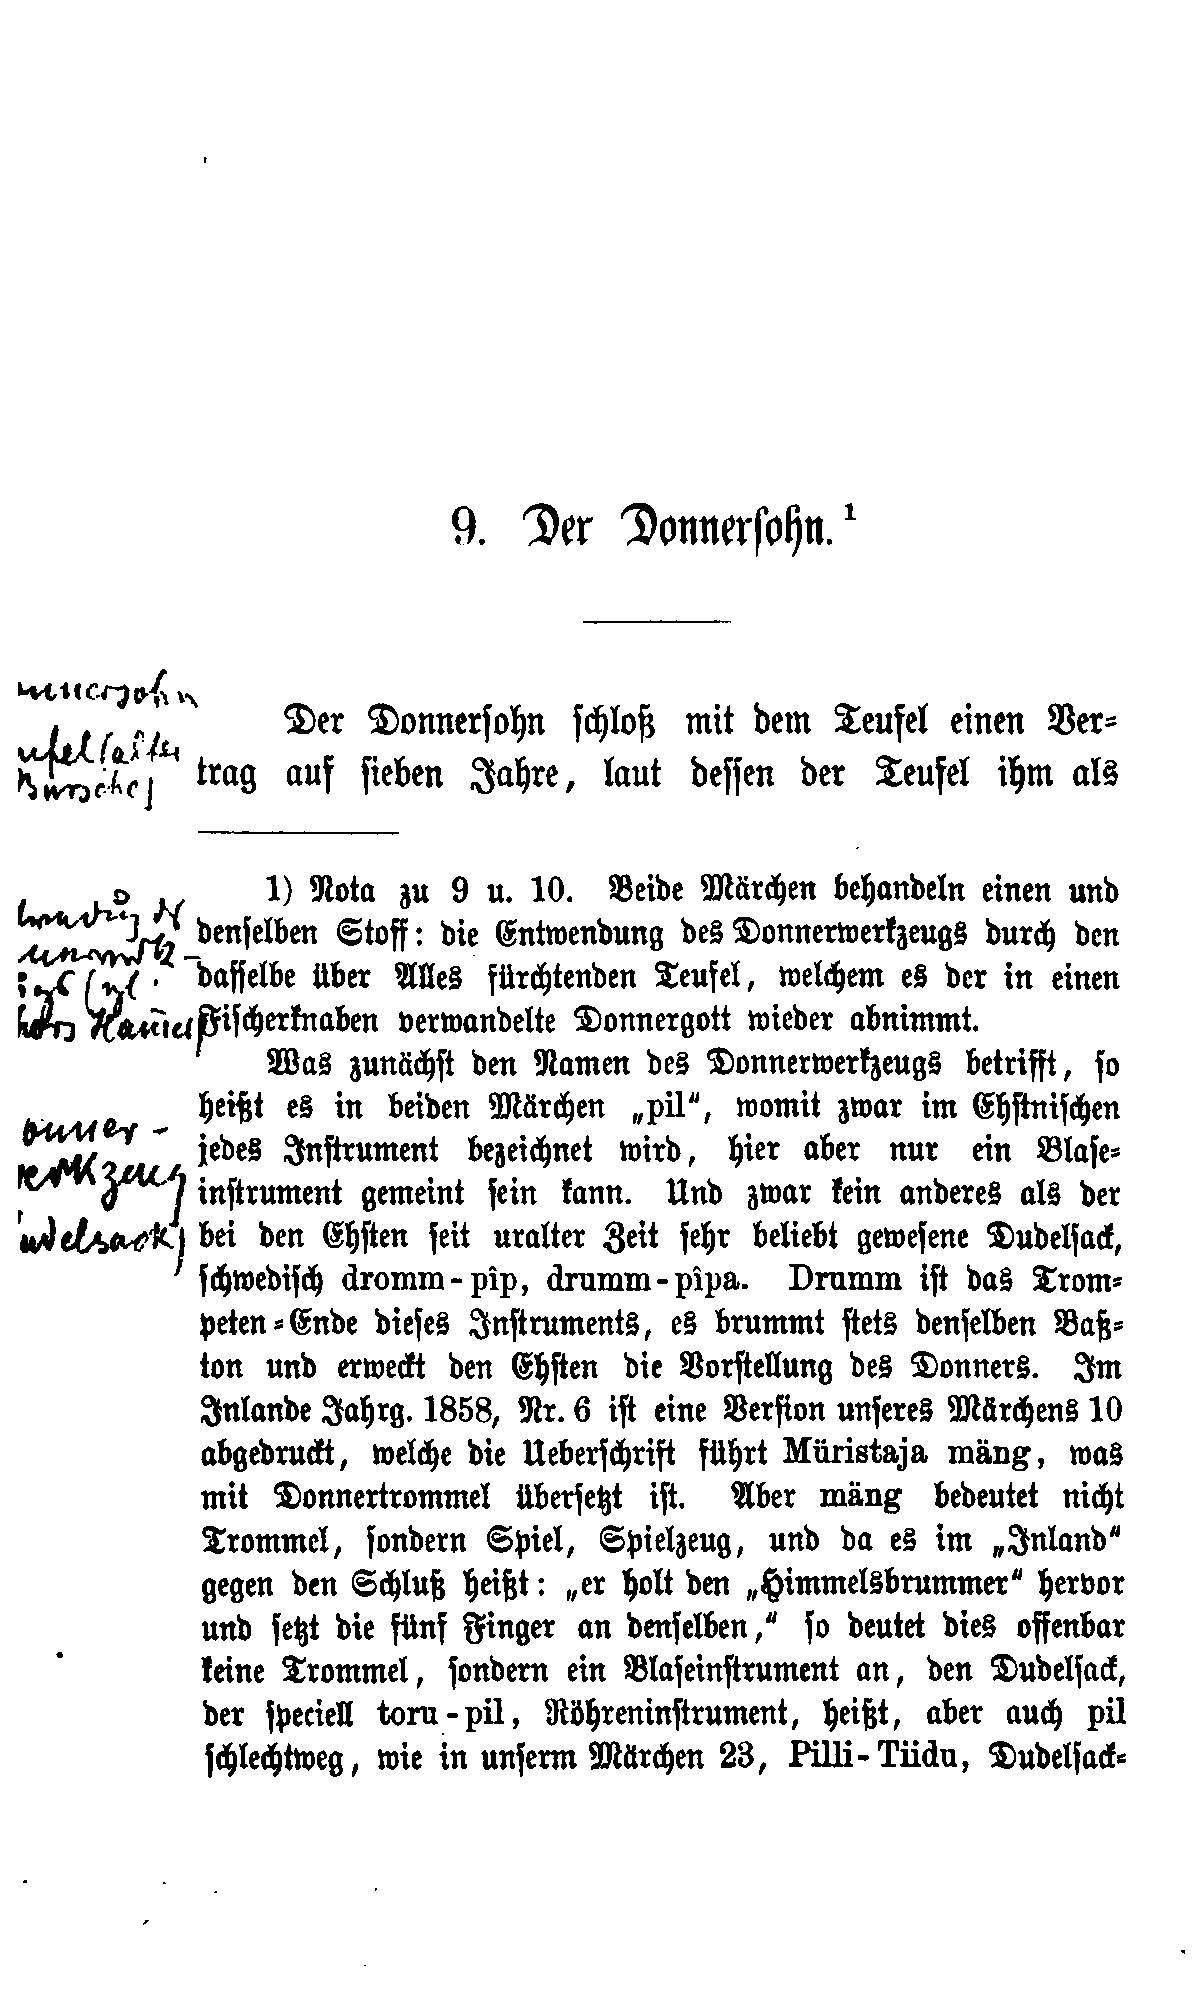 9. Der Donnersohn.¹
Der Donnersohn schloß mit dem Teufel einen Ver-
trag auf sieben Jahre, laut dessen der Teufel ihm als
1) Nota zu 9 u. 10. Beide Märchen behandeln einen und
denselben Stoff: die Entwendung des Donnerwerkzeugs durch den
dasselbe über Alles fürchtenden Teufel, welchem es der in einen
Fischerknaben verwandelte Donnergott wieder abnimmt.
Was zunächst den Namen des Donnerwerkzeugs betrifft, so
heißt es in beiden Märchen „pil“, womit zwar im Ehstnischen
jedes Instrument bezeichnet wird, hier aber nur ein Blase-
instrument gemeint sein kann. Und zwar kein anderes als der
bei den Ehsten seit uralter Zeit sehr beliebt gewesene Dudelsack,
schwedisch dromm-pîp, drumm-pîpa. Drumm ist das Trom-
peten-Ende dieses Instruments, es brummt stets denselben Baß-
ton und erweckt den Ehsten die Vorstellung des Donners. Im
Inlande Jahrg. 1858, Nr. 6 ist eine Version unseres Märchens 10
abgedruckt, welche die Ueberschrift führt Müristaja mäng, was
mit Donnertrommel übersetzt ist. Aber mäng bedeutet nicht
Trommel, sondern Spiel, Spielzeug, und da es im „Inland“
gegen den Schluß heißt: „er holt den „Himmelsbrummer“ hervor
und setzt die fünf Finger an denselben,“ so deutet dies offenbar
keine Trommel, sondern ein Blaseinstrument an, den Dudelsack,
der speciell toru-pil, Röhreninstrument, heißt, aber auch pil
schlechtweg, wie in unserm Märchen 23, Pilli-Tiidu, Dudelsack-